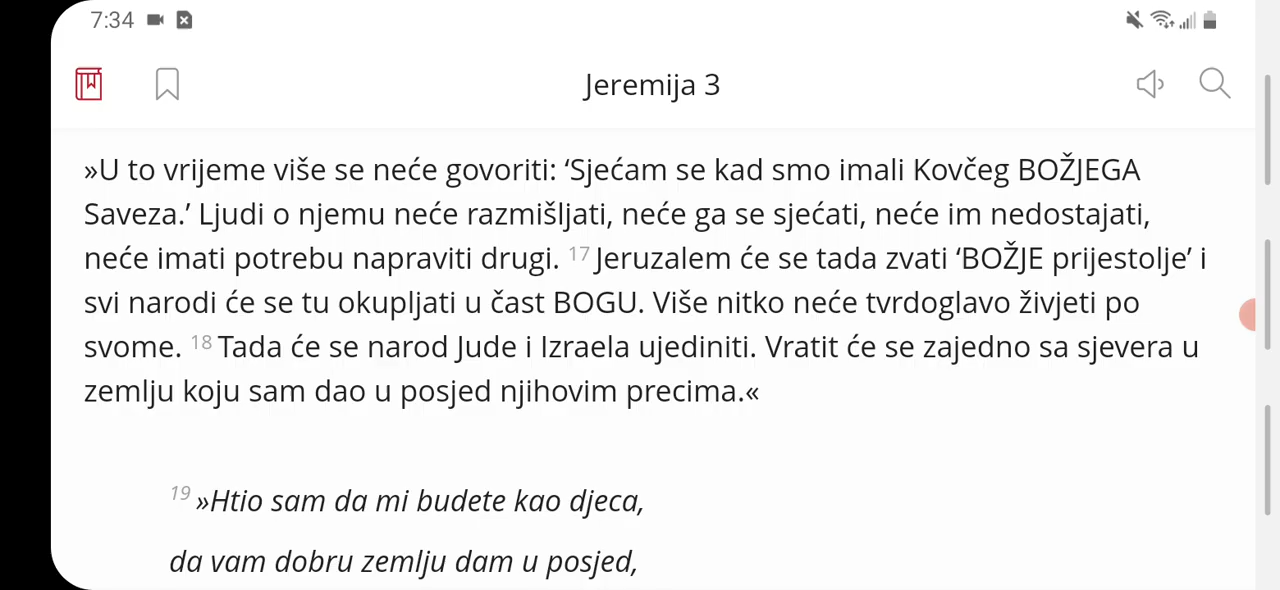 7:34
Jeremija 3
»U to vrijeme više se neće govoriti: ‘Sjećam se kad smo imali Kovčeg BOŽJEGA
Saveza.’ Ljudi o njemu neće razmišljati, neće ga se sjećati, neće im nedostajati,
neće imati potrebu napraviti drugi. 17 Jeruzalem će se tada zvati ‘BOŽJE prijestolje’ i
svi narodi će se tu okupljati u čast BOGU. Više nitko neće tvrdoglavo živjeti po
svome. 18 Tada će se narod Jude i Izraela ujediniti. Vratit će se zajedno sa sjevera u
zemlju koju sam dao u posjed njihovim precima.«
19 »Htio sam da mi budete kao djeca,
da vam dobru zemlju dam u posjed,